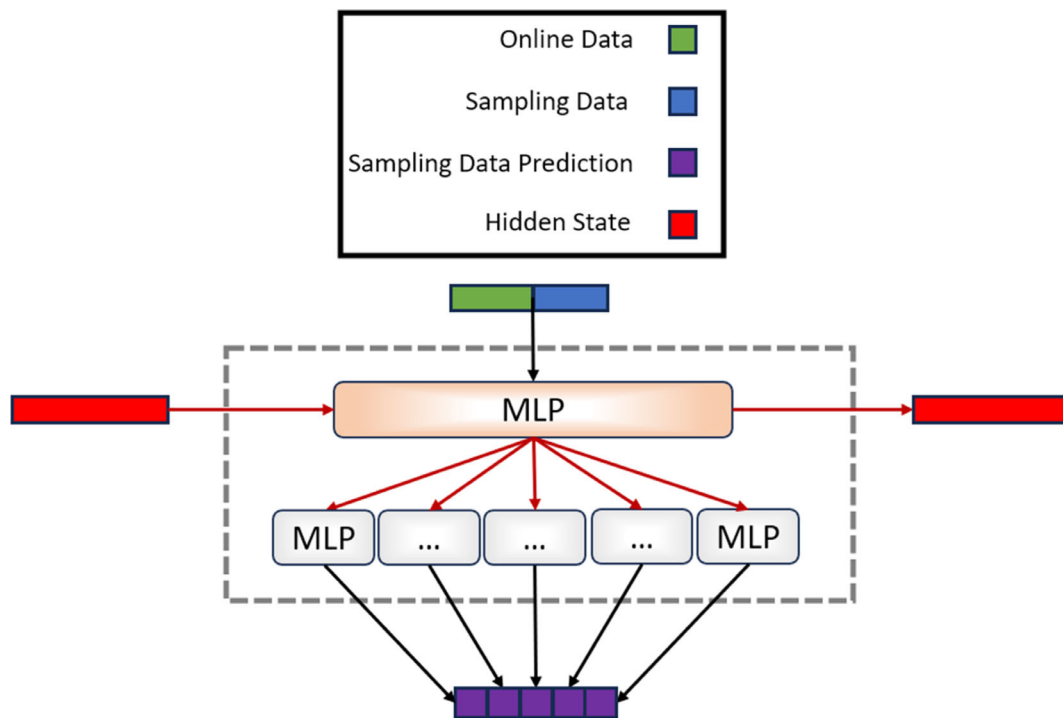 Online Data
Sampling Data
Sampling Data Prediction
Hidden State
MLP
MLP ... ... ... MLP